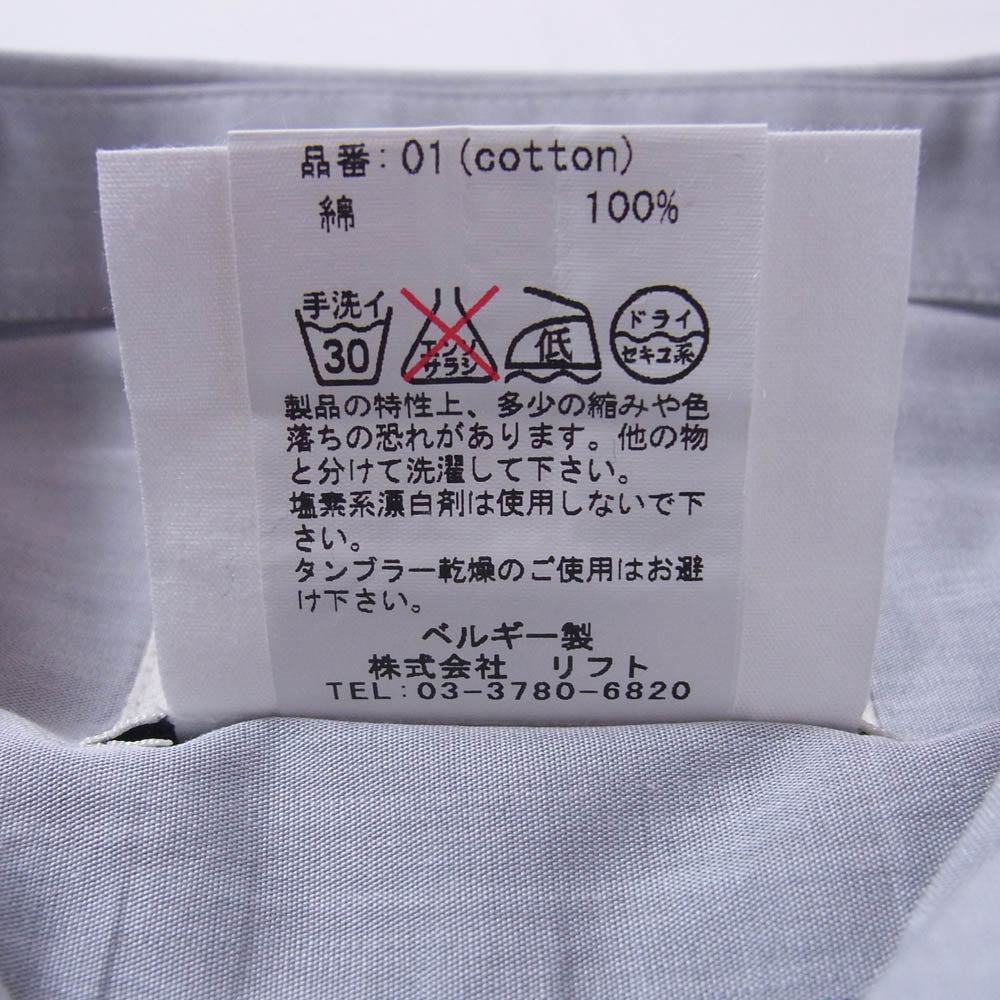 品番: 01(cotton)
綿 100%
手洗イ
30
エンソ
サラシ
低
ドライ
セキユ系
製品の特性上、多少の縮みや色
落ちの恐れがあります。他の物
と分けて洗濯して下さい。
塩素系漂白剤は使用しないで下
さい。
タンブラー乾燥のご使用はお避
け下さい。
ベルギー製
株式会社 リフト
TEL:03-3780-6820